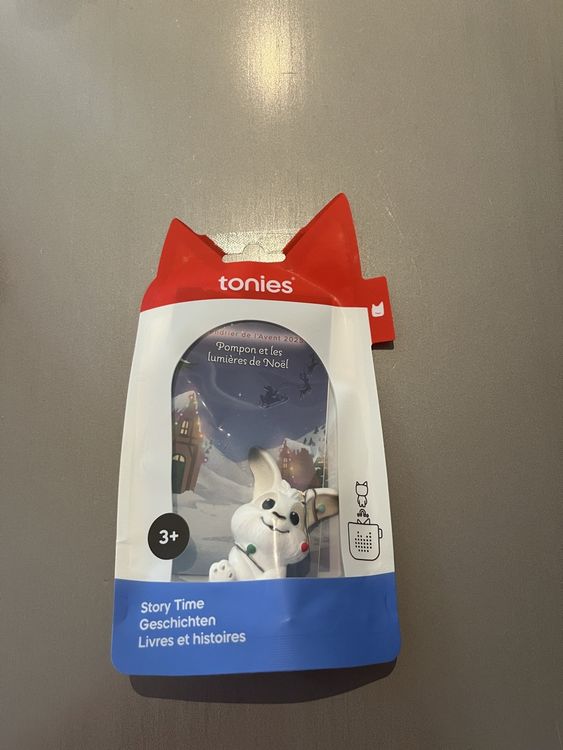 tonies®
de l'Avent
Pompon et les
lumières de Noël
3+
Story Time
Geschichten
Livres et histoires